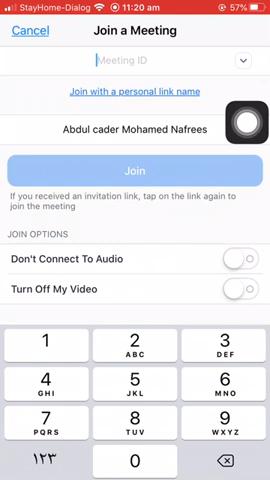 StayHome-Dialog 11:20 am 57%
Cancel Join a Meeting
Meeting ID
Join with a personal link name
Abdul cader Mohamed Nafrees
Join
If you received an invitation link, tap on the link again to
join the meeting
JOIN OPTIONS
Don't Connect To Audio
Turn Off My Video
1 2 3
ABC DEF
4 5 6
GHI JKL MNO
7 8 9
PQRS TUV WXYZ
١٢٣ 0